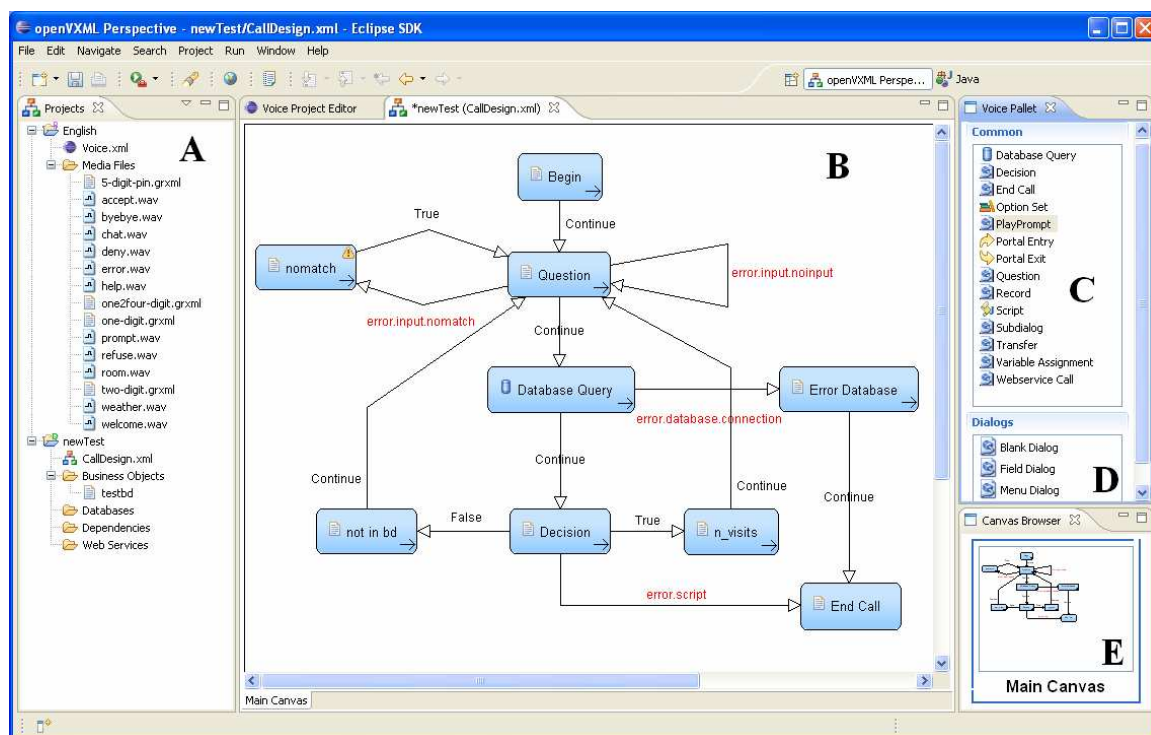 openVXML Perspective - newTest/CallDesign.xml - Eclipse SDK
File Edit Navigate Search Project Run Window Help
openVXML Perspe...
Java
Projects
English
Voice.xml
Media Files
5-digit-pin.grxml
accept.wav
byebye.wav
chat.wav
deny.wav
error.wav
help.wav
one2four-digit.grxml
one-digit.grxml
prompt.wav
refuse.wav
room.wav
two-digit.grxml
weather.wav
welcome.wav
newTest
CallDesign.xml
Business Objects
testbd
Databases
Dependencies
Web Services
A
Voice Project Editor
*newTest (CallDesign.xml)
B
Begin
Continue
True
nomatch
Question
error.input.noinput
error.input.nomatch
Continue
Database Query
Error Database
error.database.connection
Continue
Continue
Continue
Continue
not in bd
False
Decision
True
n_visits
error.script
End Call
Main Canvas
Voice Pallet
Common
Database Query
Decision
End Call
Option Set
PlayPrompt
Portal Entry
Portal Exit
Question
Record
Script
Subdialog
Transfer
Variable Assignment
Webservice Call
C
Dialogs
Blank Dialog
Field Dialog
Menu Dialog
D
Canvas Browser
E
Main Canvas